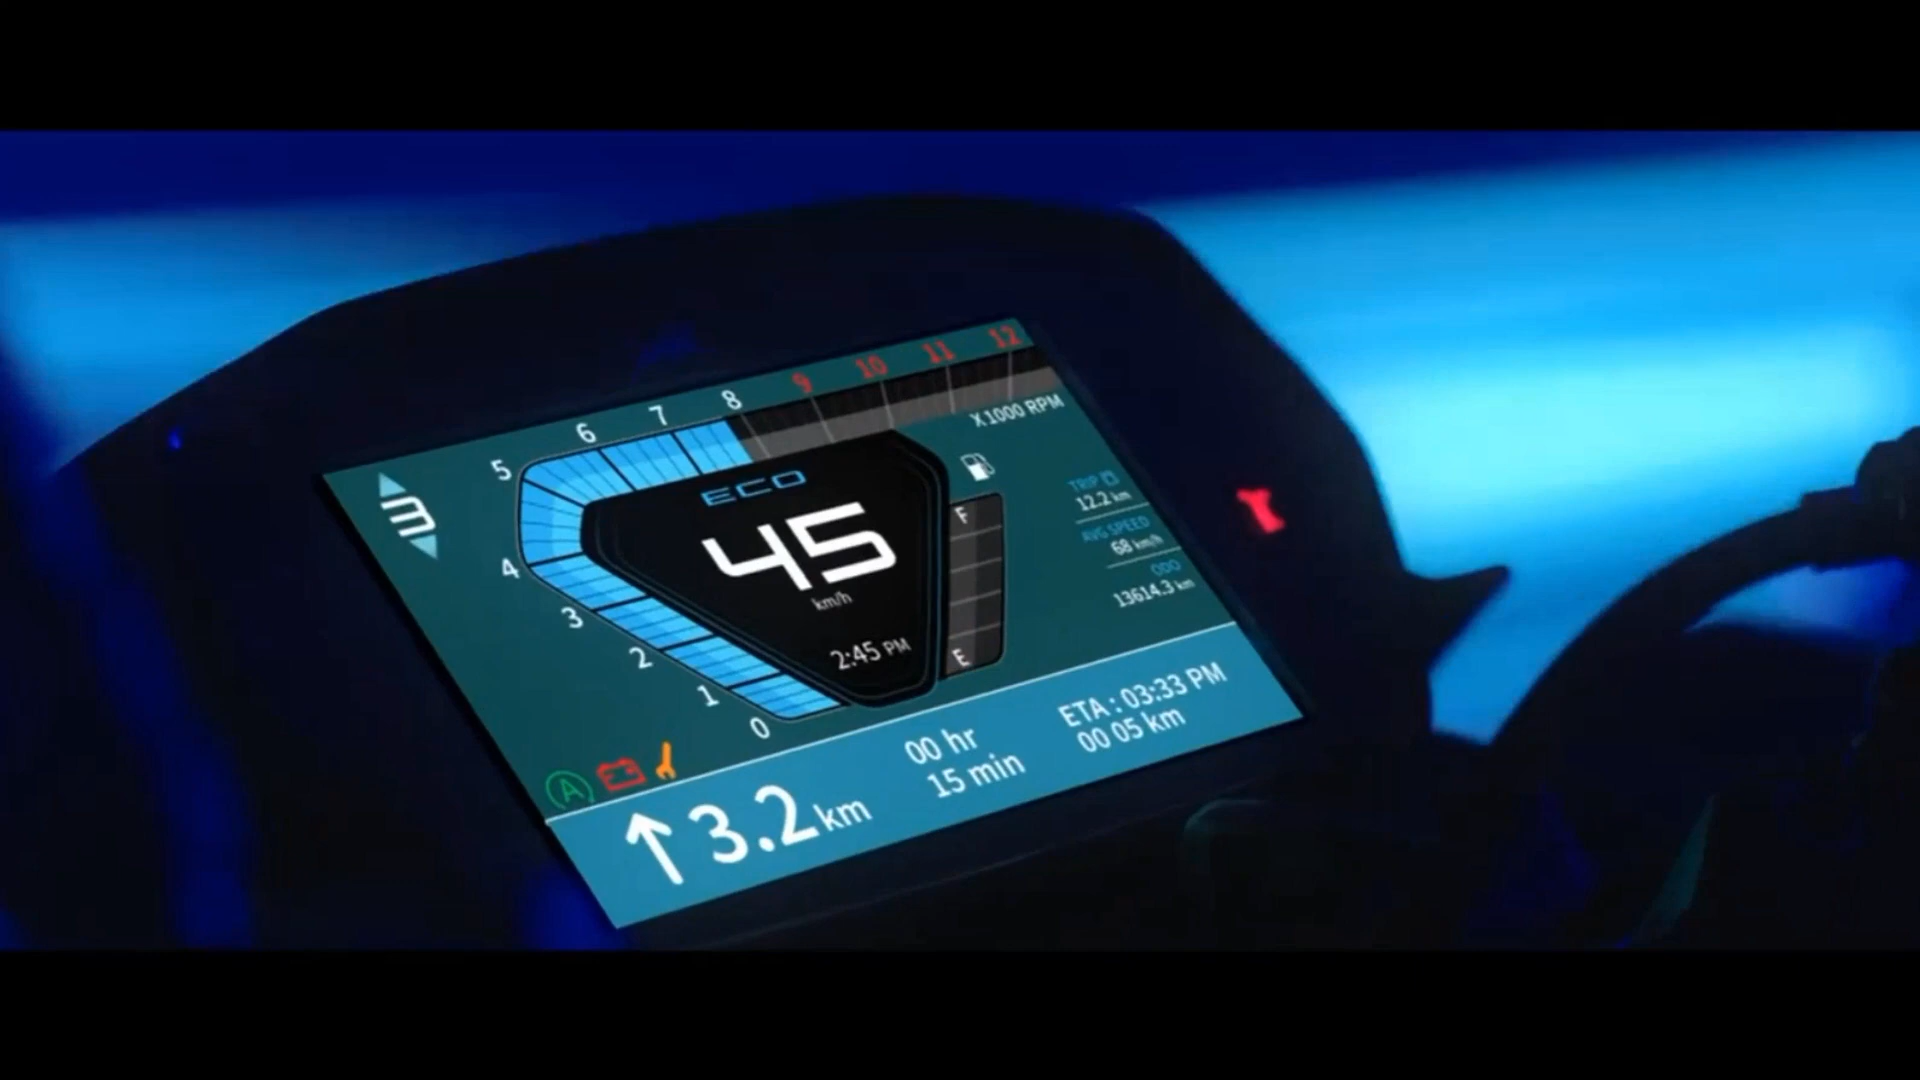 12
11
10
9
8
7
6
5
4
3
2
1
0
X 1000 RPM
3
ECO
45
km/h
2:45 PM
F
E
TRIP
12.2 km
AVG SPEED
68 km/h
ODO
13614.3 km
A
3.2 km
00 hr
15 min
ETA : 03:33 PM
00 05 km